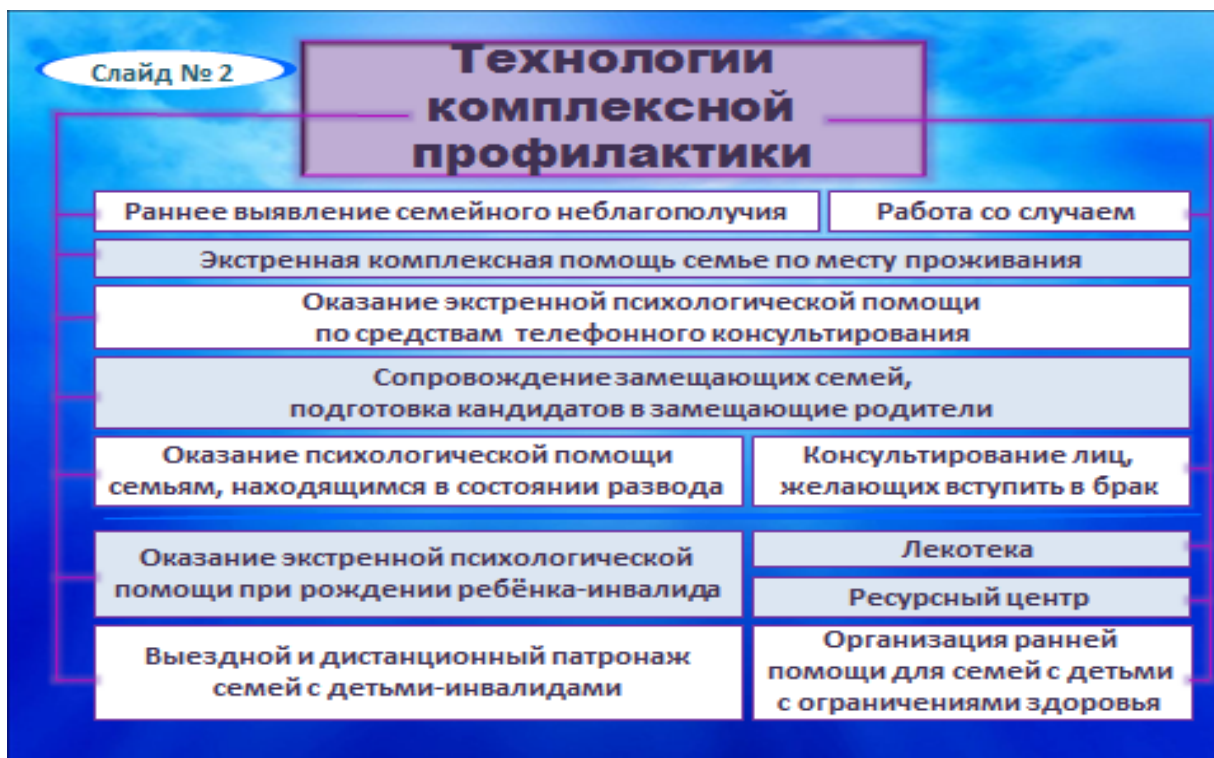 Слайд № 2
Технологии
комплексной
профилактики
Раннее выявление семейного неблагополучия
Работа со случаем
Экстренная комплексная помощь семье по месту проживания
Оказание экстренной психологической помощи
по средствам телефонного консультирования
Сопровождение замещающих семей,
подготовка кандидатов в замещающие родители
Оказание психологической помощи
семьям, находящимся в состоянии развода
Консультирование лиц,
желающих вступить в брак
Оказание экстренной психологической
помощи при рождении ребёнка-инвалида
Лекотека
Ресурсный центр
Выездной и дистанционный патронаж
семей с детьми-инвалидами
Организация ранней
помощи для семей с детьми
с ограничениями здоровья